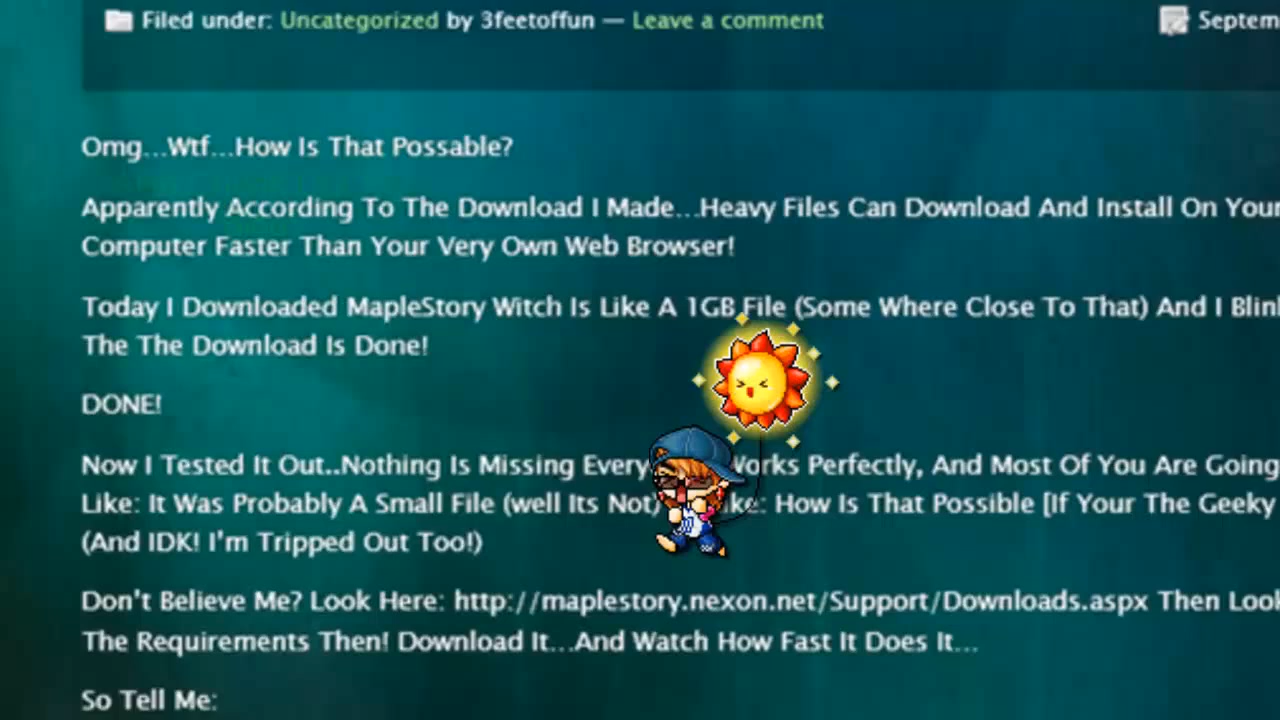 Filed under: Uncategorized by 3feetoffun — Leave a comment
Septem
Omg...Wtf...How Is That Possable?
Apparently According To The Download I Made...Heavy Files Can Download And Install On Your
Computer Faster Than Your Very Own Web Browser!
Today I Downloaded MapleStory Witch Is Like A 1GB File (Some Where Close To That) And I Blin
The The Download Is Done!
DONE!
Now I Tested It Out..Nothing Is Missing Every Works Perfectly, And Most Of You Are Going
Like: It Was Probably A Small File (well Its Not) ke: How Is That Possible [If Your The Geeky
(And IDK! I'm Tripped Out Too!)
Don't Believe Me? Look Here: http://maplestory.nexon.net/Support/Downloads.aspx Then Look
The Requirements Then! Download It...And Watch How Fast It Does It...
So Tell Me: